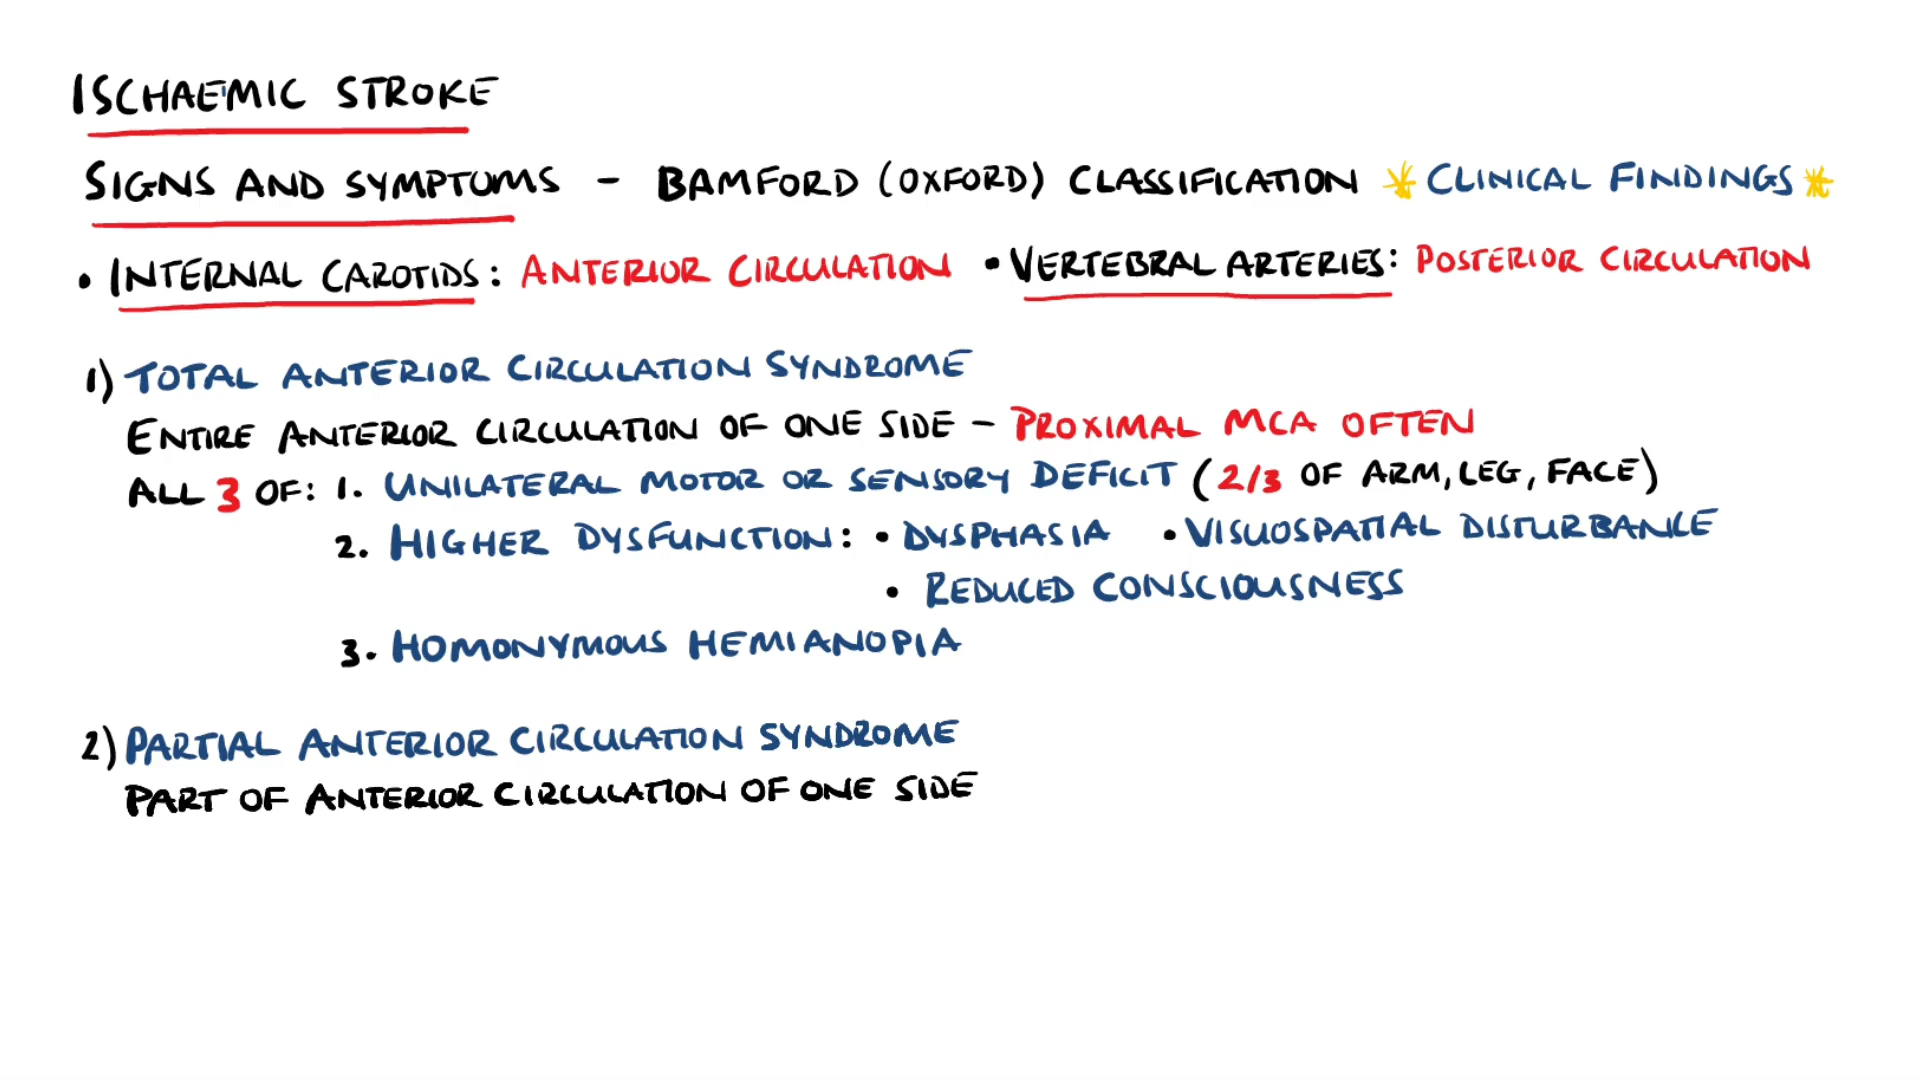 ISCHAEMIC STROKE
SIGNS AND SYMPTOMS - BAMFORD (OXFORD) CLASSIFICATION * CLINICAL FINDINGS *
• INTERNAL CAROTIDS: ANTERIOR CIRCULATION • VERTEBRAL ARTERIES: POSTERIOR CIRCULATION
1) TOTAL ANTERIOR CIRCULATION SYNDROME
ENTIRE ANTERIOR CIRCULATION OF ONE SIDE - PROXIMAL MCA OFTEN
ALL 3 OF: 1. UNILATERAL MOTOR OR SENSORY DEFICIT (2/3 OF ARM, LEG, FACE)
2. HIGHER DYSFUNCTION: • DYSPHASIA • VISUOSPATIAL DISTURBANCE
• REDUCED CONSCIOUSNESS
3. HOMONYMOUS HEMIANOPIA
2) PARTIAL ANTERIOR CIRCULATION SYNDROME
PART OF ANTERIOR CIRCULATION OF ONE SIDE